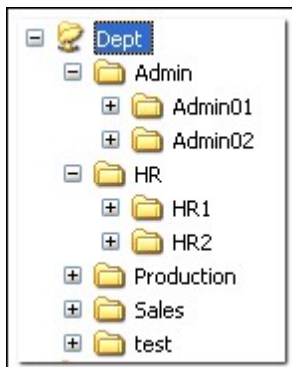 Dept
Admin
Admin01
Admin02
HR
HR1
HR2
Production
Sales
test